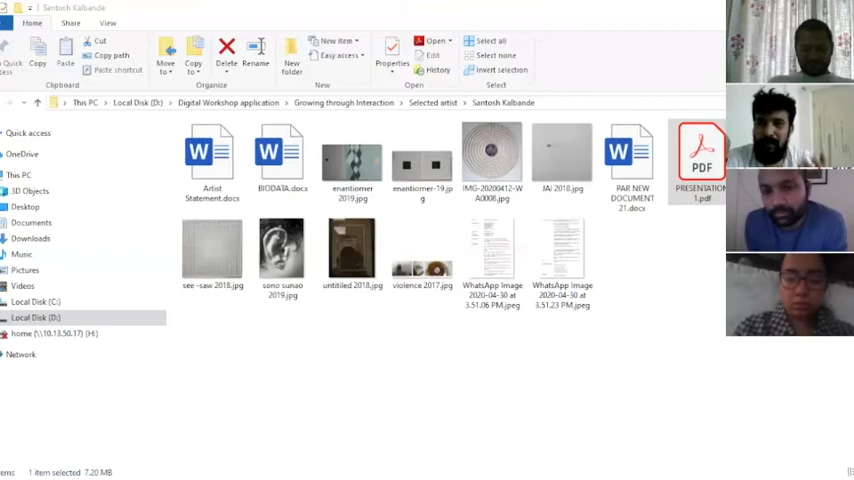 Santosh Kalbande
Home Share View
Quick access
Copy
Paste
Cut
Copy path
Paste shortcut
Clipboard
Move to
Copy to
Delete
Rename
Organize
New folder
New item
Easy access
New
Properties
Open
Edit
History
Open
Select all
Select none
Invert selection
Select
This PC > Local Disk (D:) > Digital Workshop application > Growing through Interaction > Selected artist > Santosh Kalbande
Quick access
OneDrive
This PC
3D Objects
Desktop
Documents
Downloads
Music
Pictures
Videos
Local Disk (C:)
Local Disk (D:)
home (\\10.13.50.17) (H:)
Network
Artist
Statement.docx
BIODATA.docx
enantiomer
2019.jpg
enantiomer-19.jp
g
IMG-20200412-W
A0008.jpg
JAI 2018.jpg
PAR NEW
DOCUMENT
21.docx
PDF
PRESENTATION
1.pdf
see -saw 2018.jpg
sono sunao
2019.jpg
untitiled 2018.jpg
violence 2017.jpg
WhatsApp Image
2020-04-30 at
3.51.06 PM.jpeg
WhatsApp Image
2020-04-30 at
3.51.23 PM.jpeg
1 item selected 7.20 MB